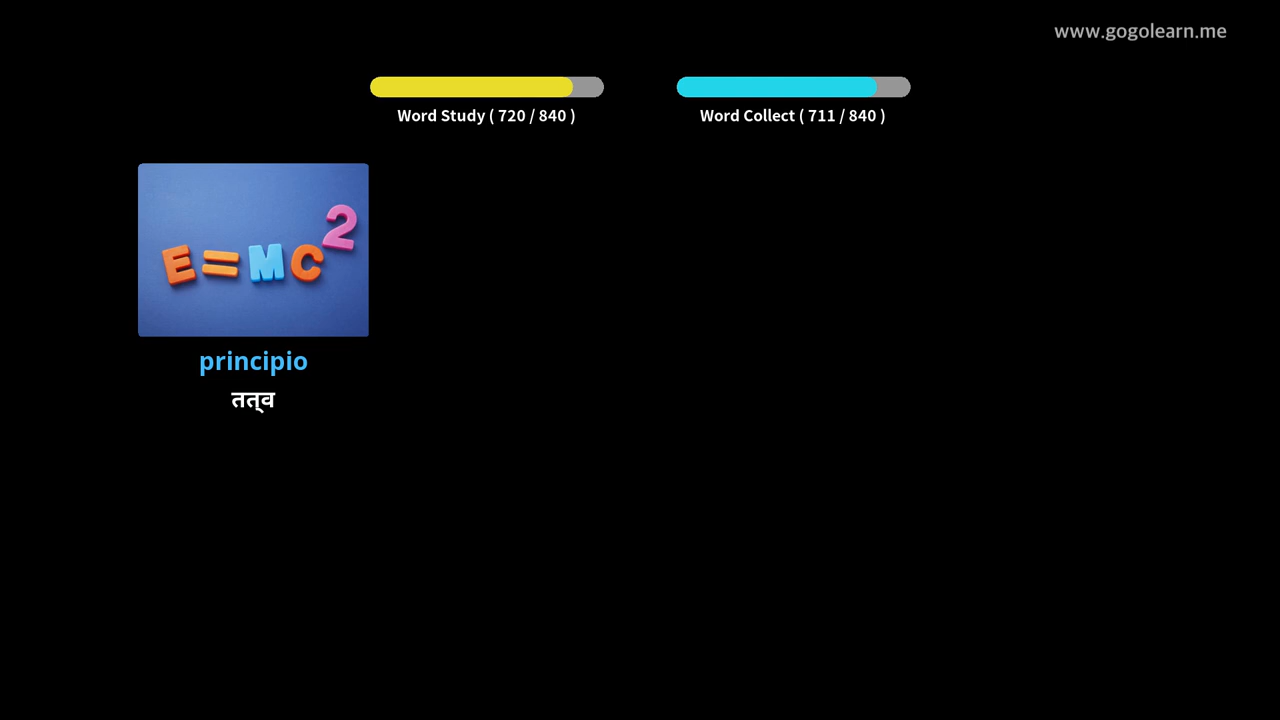 www.gogolearn.me
Word Study ( 720 / 840 )
Word Collect ( 711 / 840 )
E=MC2
principio
तत्व